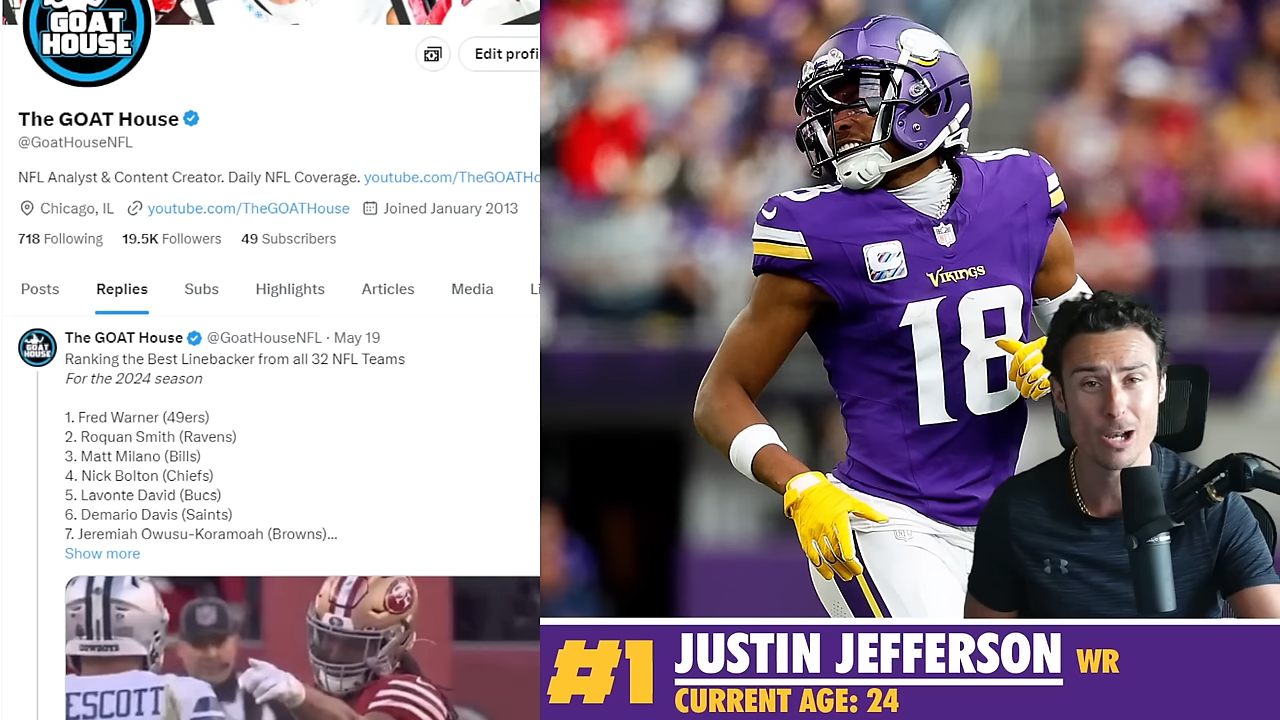 GOAT
HOUSE
Edit profi
The GOAT House
@GoatHouseNFL
NFL Analyst & Content Creator. Daily NFL Coverage. youtube.com/TheGOATHo
Chicago, IL youtube.com/TheGOATHouse Joined January 2013
718 Following 19.5K Followers 49 Subscribers
Posts Replies Subs Highlights Articles Media Li
The GOAT House @GoatHouseNFL · May 19
Ranking the Best Linebacker from all 32 NFL Teams
For the 2024 season
1. Fred Warner (49ers)
2. Roquan Smith (Ravens)
3. Matt Milano (Bills)
4. Nick Bolton (Chiefs)
5. Lavonte David (Bucs)
6. Demario Davis (Saints)
7. Jeremiah Owusu-Koramoah (Browns)...
Show more
COWBOYS
ESCOTT
18
VIKINGS
18
#1 JUSTIN JEFFERSON WR
CURRENT AGE: 24